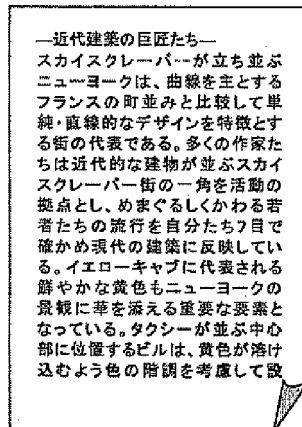 ―近代建築の巨匠たち―
スカイスクレーバーが立ち並ぶ
ニューヨークは、曲線を主とする
フランスの町並みと比較して単
純・直線的なデザインを特徴とす
る街の代表である。多くの作家た
ちは近代的な建物が並ぶスカイ
スクレーバー街の一角を活動の
拠点とし、めまぐるしくかわる若
者たちの流行を自分たちの目で
確かめ現代の建築に反映してい
る。イエローキャブに代表される
鮮やかな黄色もニューヨークの
景観に華を添える重要な要素と
なっている。タクシーが並ぶ中心
部に位置するビルは、黄色が溶け
込むよう色の階調を考慮して設